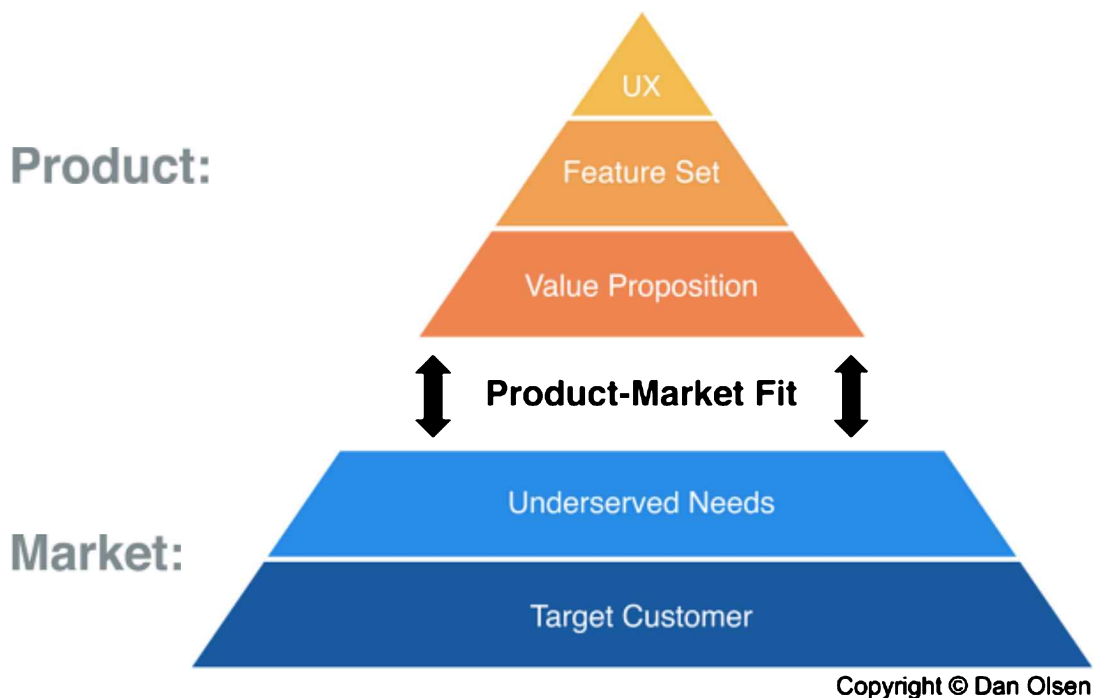 UX
Product:
Feature Set
Value Proposition
Product-Market Fit
Underserved Needs
Market:
Target Customer
Copyright © Dan Olsen